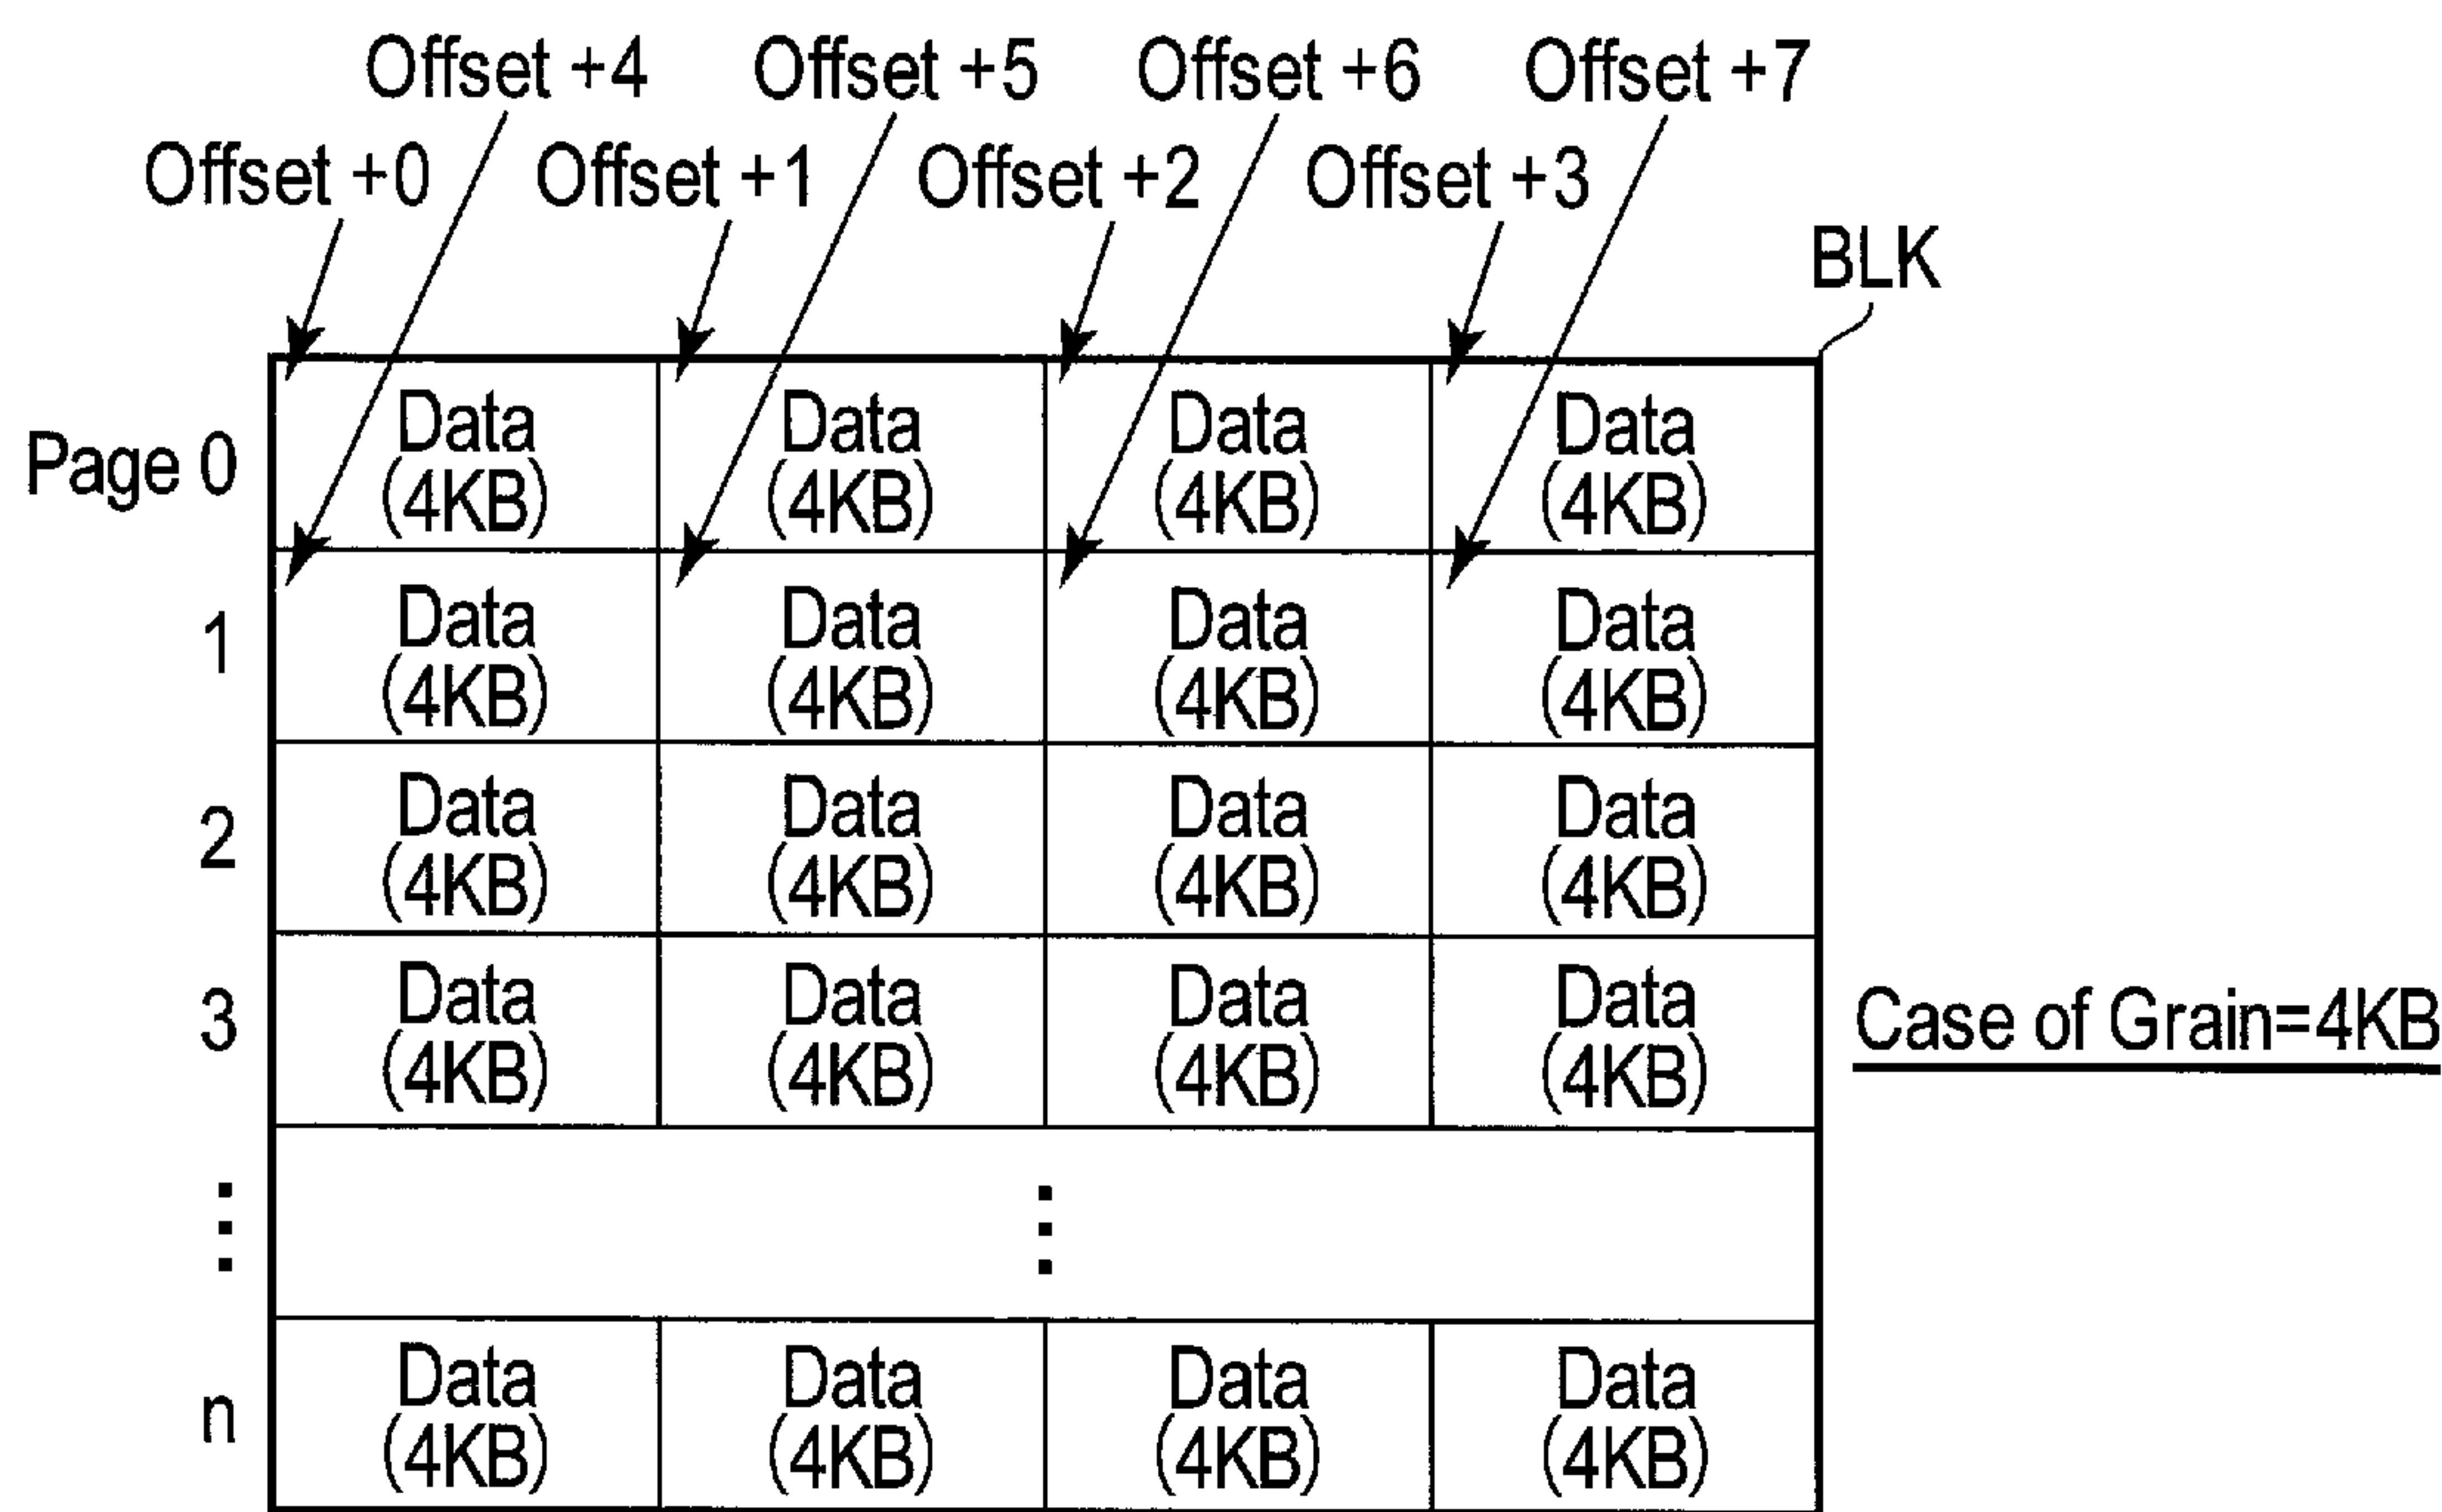 Offset +4 Offset +5 Offset +6 Offset +7
Offset +0 Offset +1 Offset +2 Offset +3
BLK
Page 0 Data (4KB) Data (4KB) Data (4KB) Data (4KB)
1 Data (4KB) Data (4KB) Data (4KB) Data (4KB)
2 Data (4KB) Data (4KB) Data (4KB) Data (4KB)
3 Data (4KB) Data (4KB) Data (4KB) Data (4KB)
Case of Grain=4KB
n Data (4KB) Data (4KB) Data (4KB) Data (4KB)